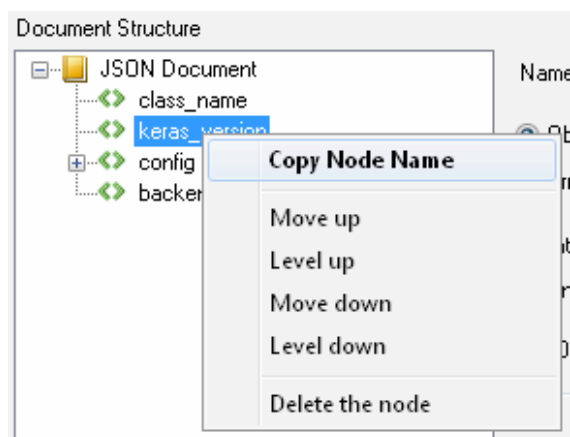 Document Structure
JSON Document
Name
class_name
keras_version
config
Copy Node Name
Move up
Level up
Move down
Level down
Delete the node